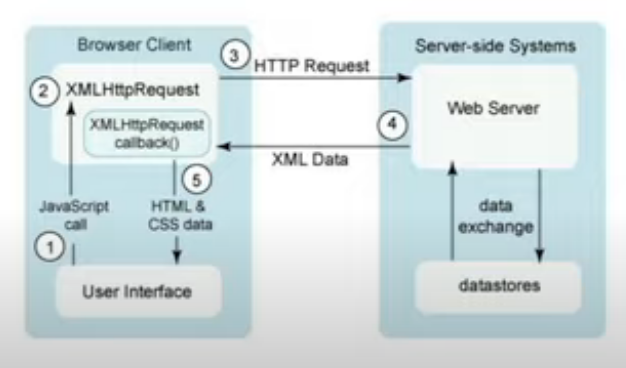 Browser Client
Server-side Systems
3
HTTP Request
2
XMLHttpRequest
XMLHttpRequest
callback()
Web Server
4
XML Data
5
JavaScript
call
HTML &
CSS data
data
exchange
1
User Interface
datastores